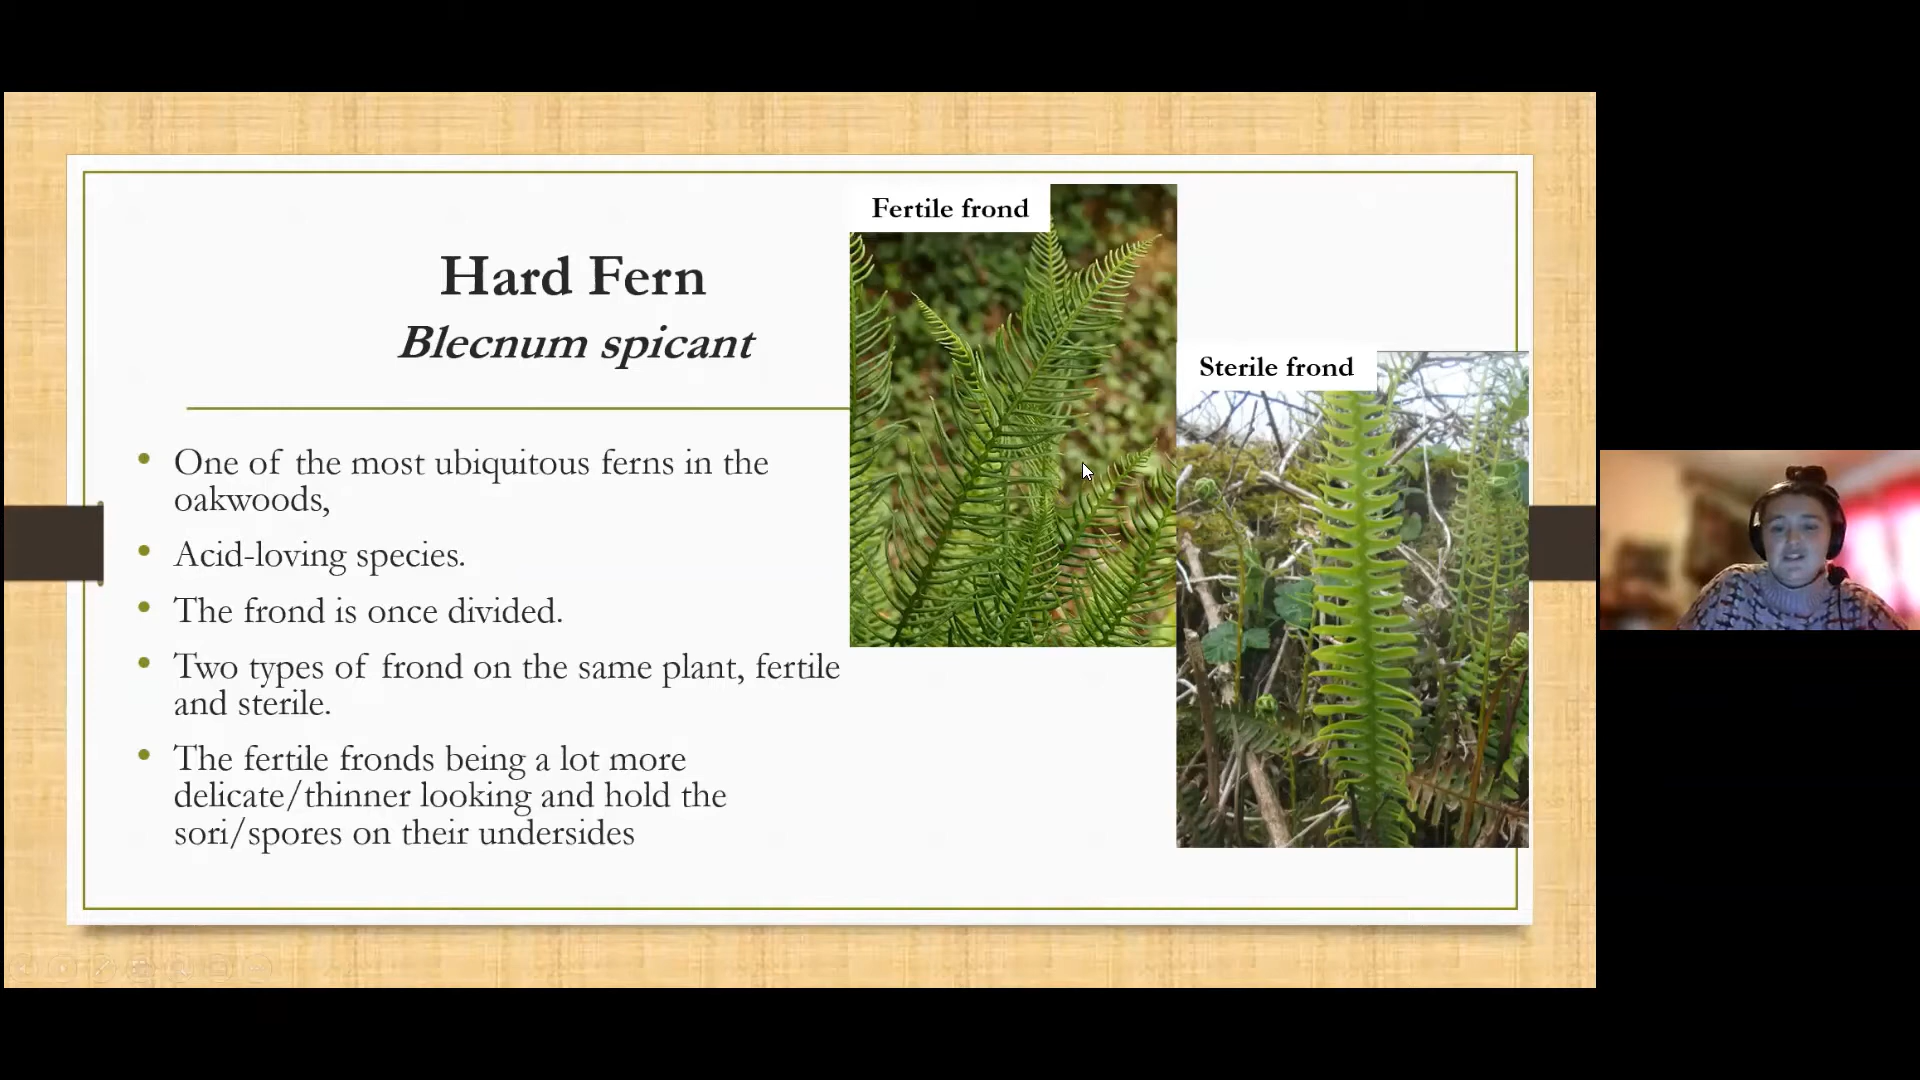 Fertile frond
Hard Fern
Blecnum spicant
Sterile frond
One of the most ubiquitous ferns in the
oakwoods,
Acid-loving species.
The frond is once divided.
Two types of frond on the same plant, fertile
and sterile.
The fertile fronds being a lot more
delicate/thinner looking and hold the
sori/spores on their undersides